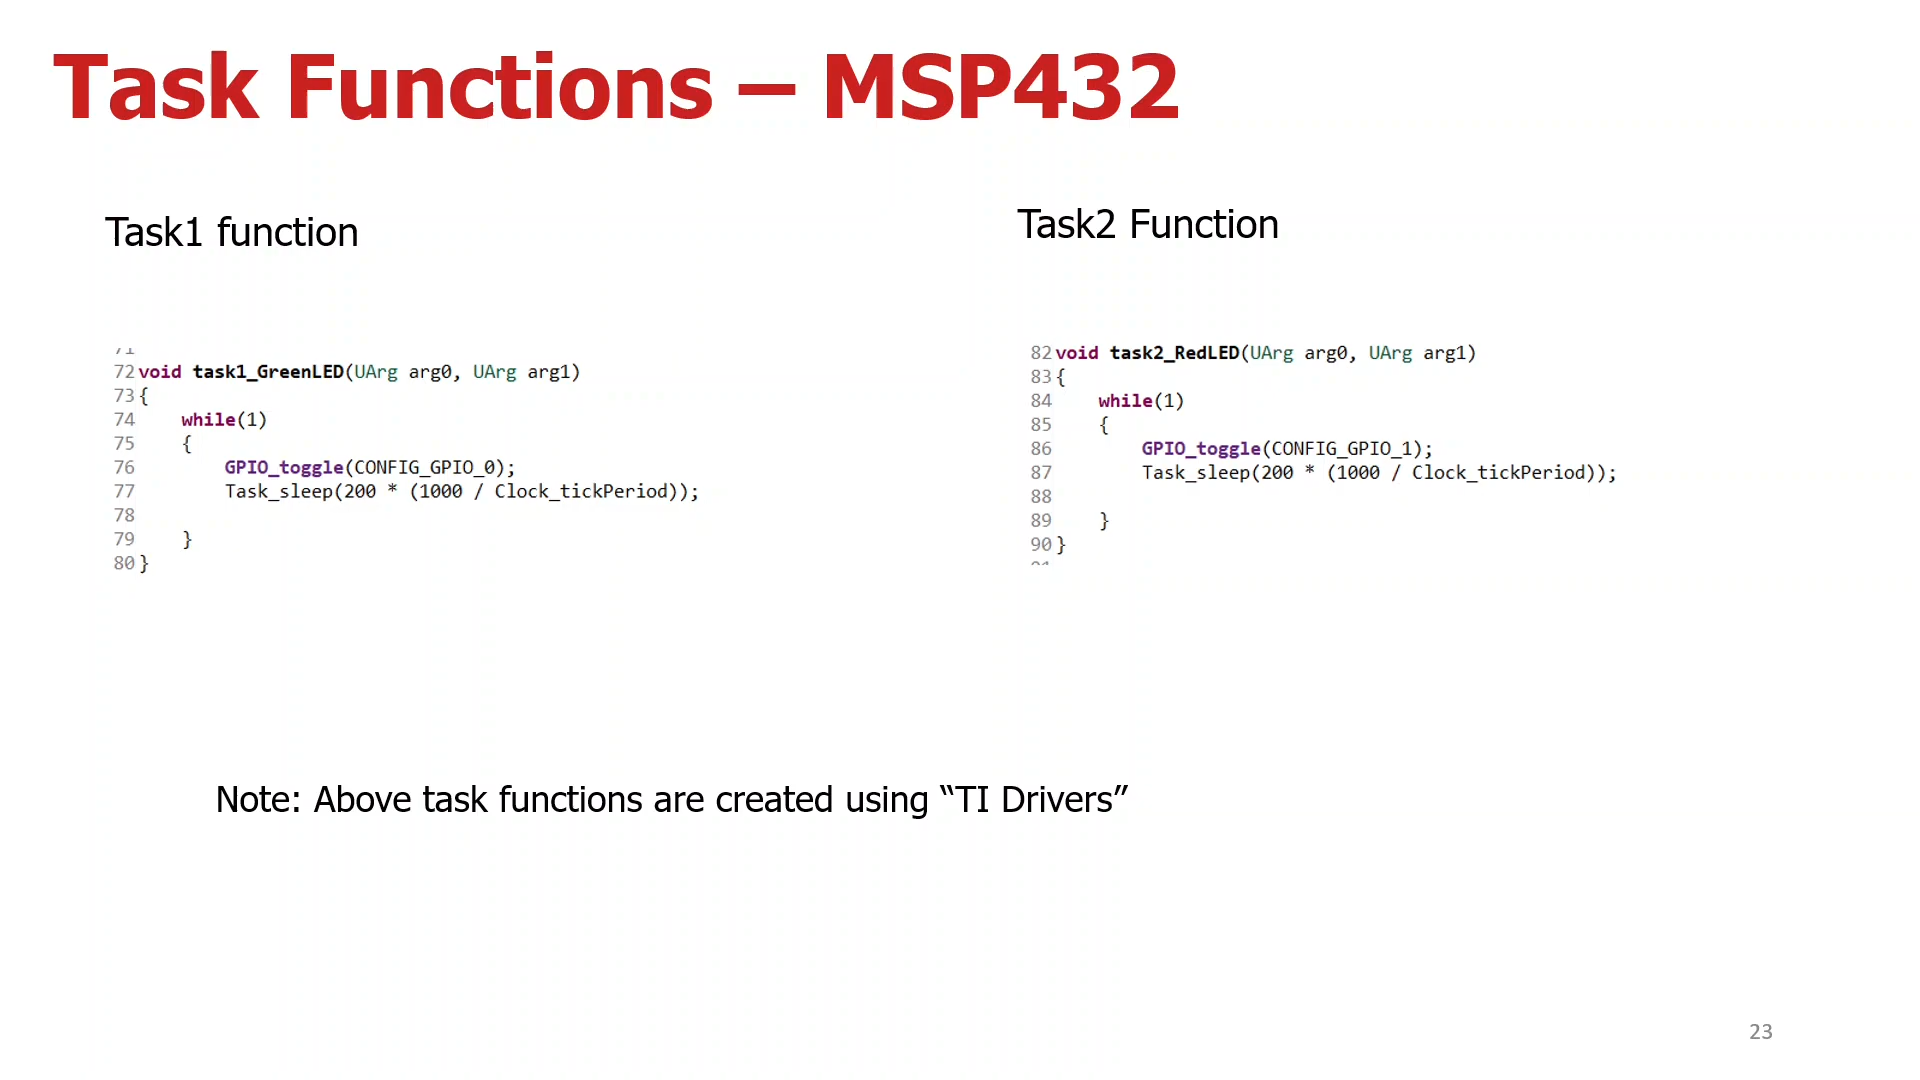 Task Functions – MSP432
Task1 function
72 void task1_GreenLED(UArg arg0, UArg arg1)
73 {
74 while(1)
75 {
76 GPIO_toggle(CONFIG_GPIO_0);
77 Task_sleep(200 * (1000 / Clock_tickPeriod));
78
79 }
80 }
Task2 Function
82 void task2_RedLED(UArg arg0, UArg arg1)
83 {
84 while(1)
85 {
86 GPIO_toggle(CONFIG_GPIO_1);
87 Task_sleep(200 * (1000 / Clock_tickPeriod));
88
89 }
90 }
Note: Above task functions are created using “TI Drivers”
23